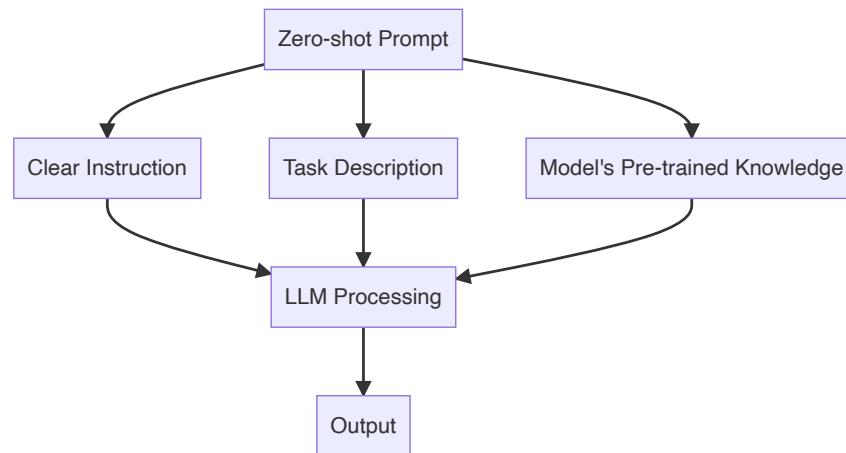 Zero-shot Prompt
Clear Instruction
Task Description
Model's Pre-trained Knowledge
LLM Processing
Output